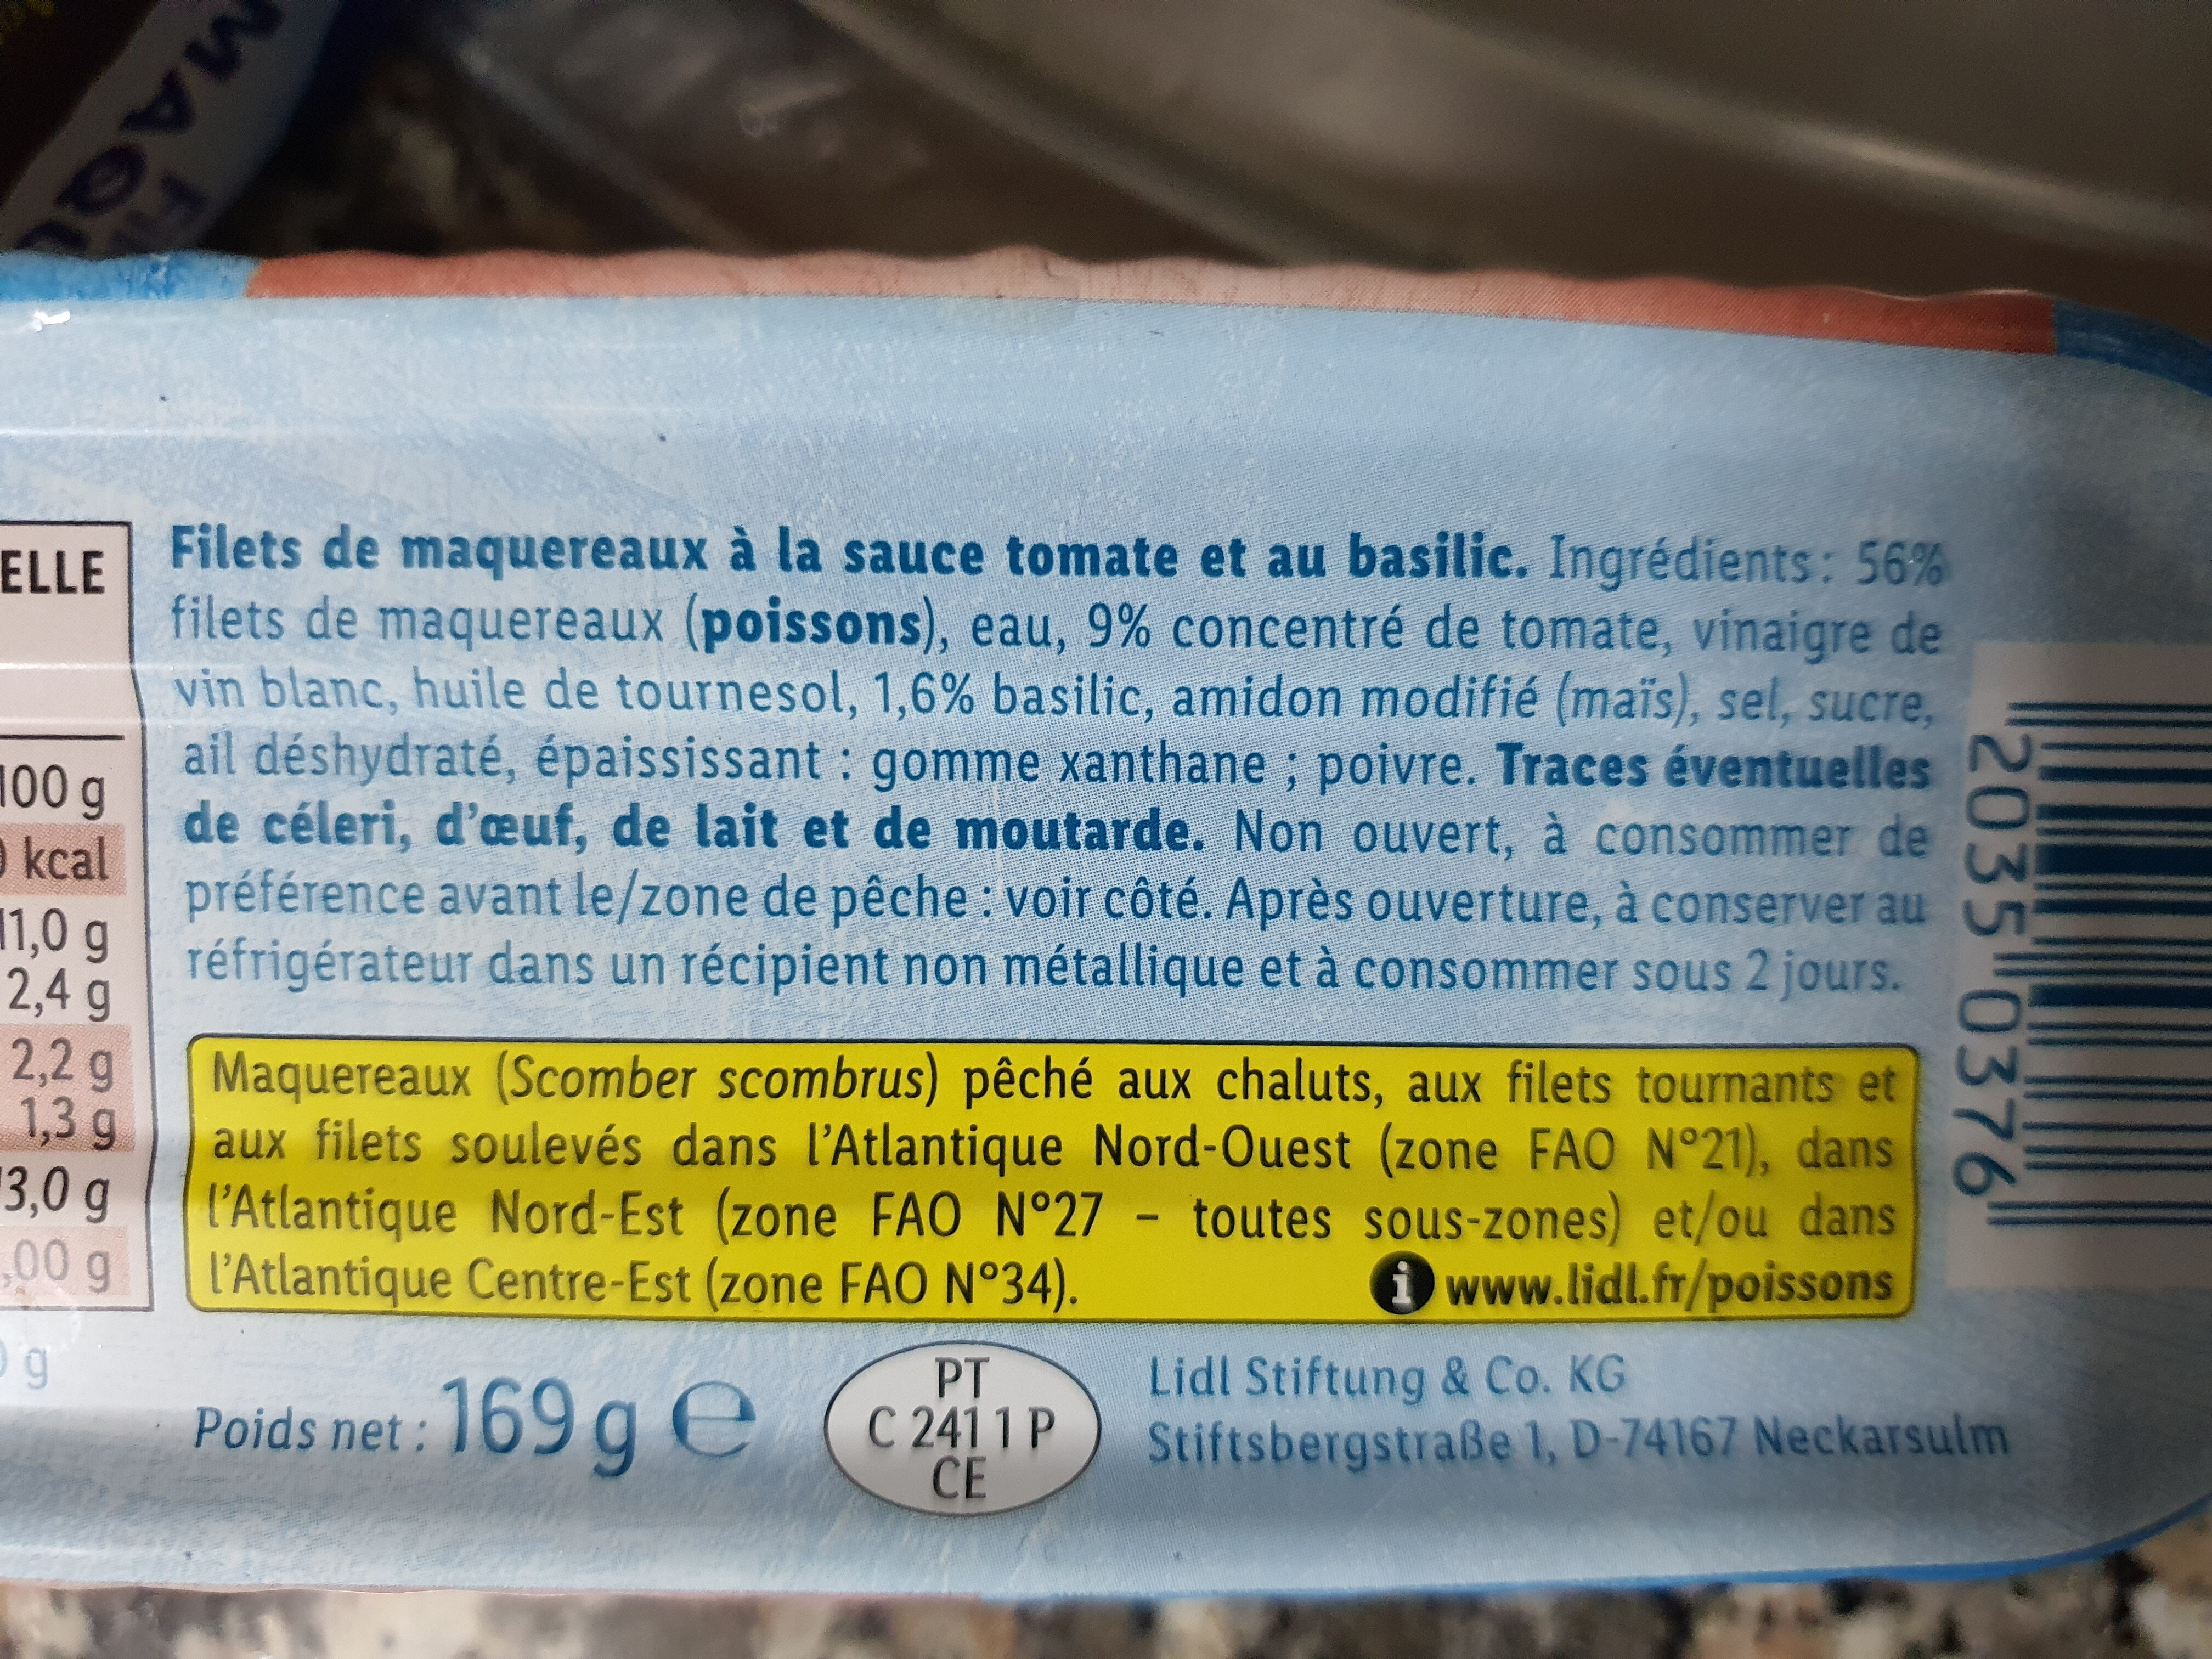 MAQ
ELLE
100 g
kcal
11,0 g
2,4 g
2,2 g
1,3 g
3,0 g
,00 g
g
Filets de maquereaux à la sauce tomate et au basilic. Ingrédients : 56%
filets de maquereaux (poissons), eau, 9% concentré de tomate, vinaigre de
vin blanc, huile de tournesol, 1,6% basilic, amidon modifié (maïs), sel, sucre,
ail déshydraté, épaississant : gomme xanthane ; poivre. Traces éventuelles
de céleri, d'œuf, de lait et de moutarde. Non ouvert, à consommer de
préférence avant le/zone de pêche : voir côté. Après ouverture, à conserver au
réfrigérateur dans un récipient non métallique et à consommer sous 2 jours.
Maquereaux (Scomber scombrus) pêché aux chaluts, aux filets tournants et
aux filets soulevés dans l'Atlantique Nord-Ouest (zone FAO N°21), dans
l'Atlantique Nord-Est (zone FAO N°27 - toutes sous-zones) et/ou dans
l'Atlantique Centre-Est (zone FAO N°34).
i www.lidl.fr/poissons
Poids net : 169 g e
PT
C 241 1 P
CE
Lidl Stiftung & Co. KG
Stiftsbergstraße 1, D-74167 Neckarsulm
2035 0376